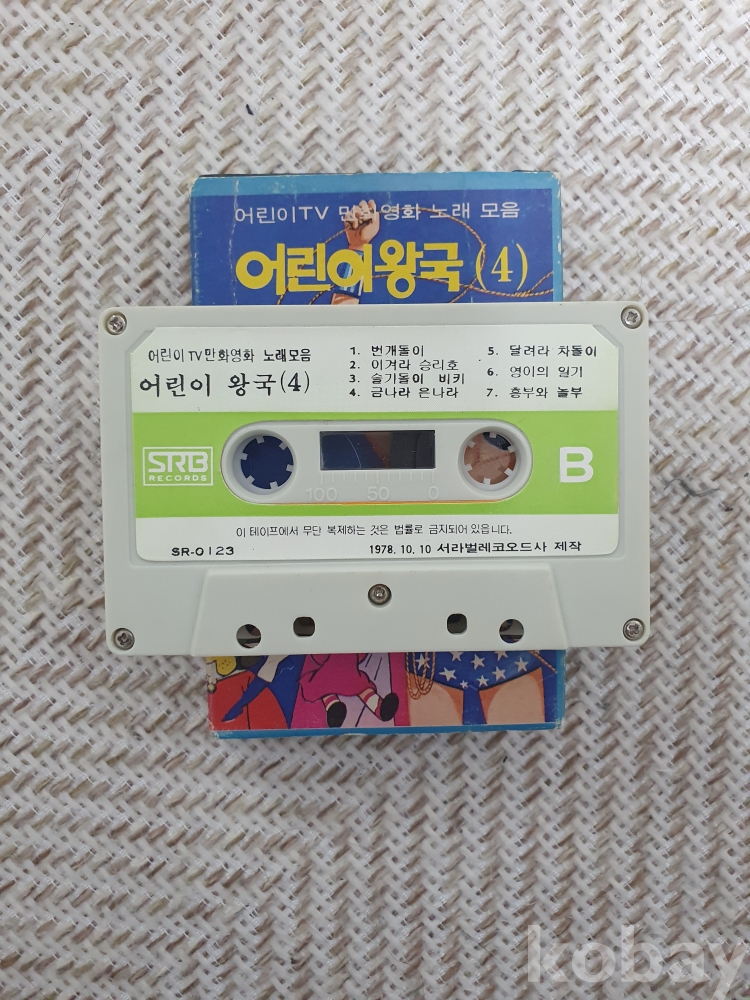 어린이TV 만화영화 노래 모음
어린이왕국 (4)
어린이 TV 만화영화 노래모음
어린이 왕국 (4)
1. 번개돌이
2. 이겨라 승리호
3. 슬기돌이 비키
4. 금나라 은나라
5. 달려라 차돌이
6. 영이의 일기
7. 흥부와 놀부
SRB
RECORDS
100 50 0
B
이 테이프에서 무단 복제하는 것은 법률로 금지되어 있읍니다.
SR-0123
1978. 10. 10 서라벌레코오드사 제작
kobay